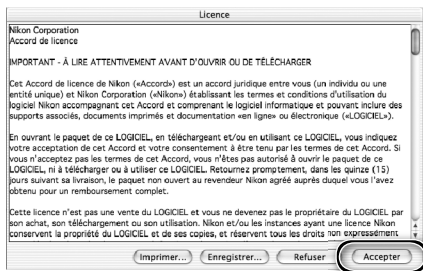 Licence
Nikon Corporation
Accord de licence
IMPORTANT - À LIRE ATTENTIVEMENT AVANT D'OUVRIR OU DE TÉLÉCHARGER
Cet Accord de licence de Nikon («Accord») est un accord juridique entre vous (un individu ou une
entité unique) et Nikon Corporation («Nikon») établissant les termes et conditions d'utilisation du
logiciel Nikon accompagnant cet Accord et comprenant le logiciel informatique et pouvant inclure des
supports associés, documents imprimés et documentation «en ligne» ou électronique («LOGICIEL»).
En ouvrant le paquet de ce LOGICIEL, en téléchargeant et/ou en utilisant ce LOGICIEL, vous indiquez
votre acceptation de cet Accord et votre consentement à être tenu par les termes de cet Accord. Si
vous n'acceptez pas les termes de cet Accord, vous n'êtes pas autorisé à ouvrir le paquet de ce
LOGICIEL, ni à télécharger ou à utiliser ce LOGICIEL. Retournez promptement, dans les quinze (15)
jours suivant sa livraison, le paquet non ouvert au revendeur Nikon agréé auprès duquel vous l'avez
obtenu pour un remboursement complet.
Cette licence n'est pas une vente du LOGICIEL et vous ne devenez pas le propriétaire du LOGICIEL par
son achat, son téléchargement ou son utilisation. Nikon et/ou les instances ayant une licence Nikon
conservent la propriété du LOGICIEL et de ses copies, et réservent tous les droits non expressément
Imprimer... Enregistrer... Refuser Accepter